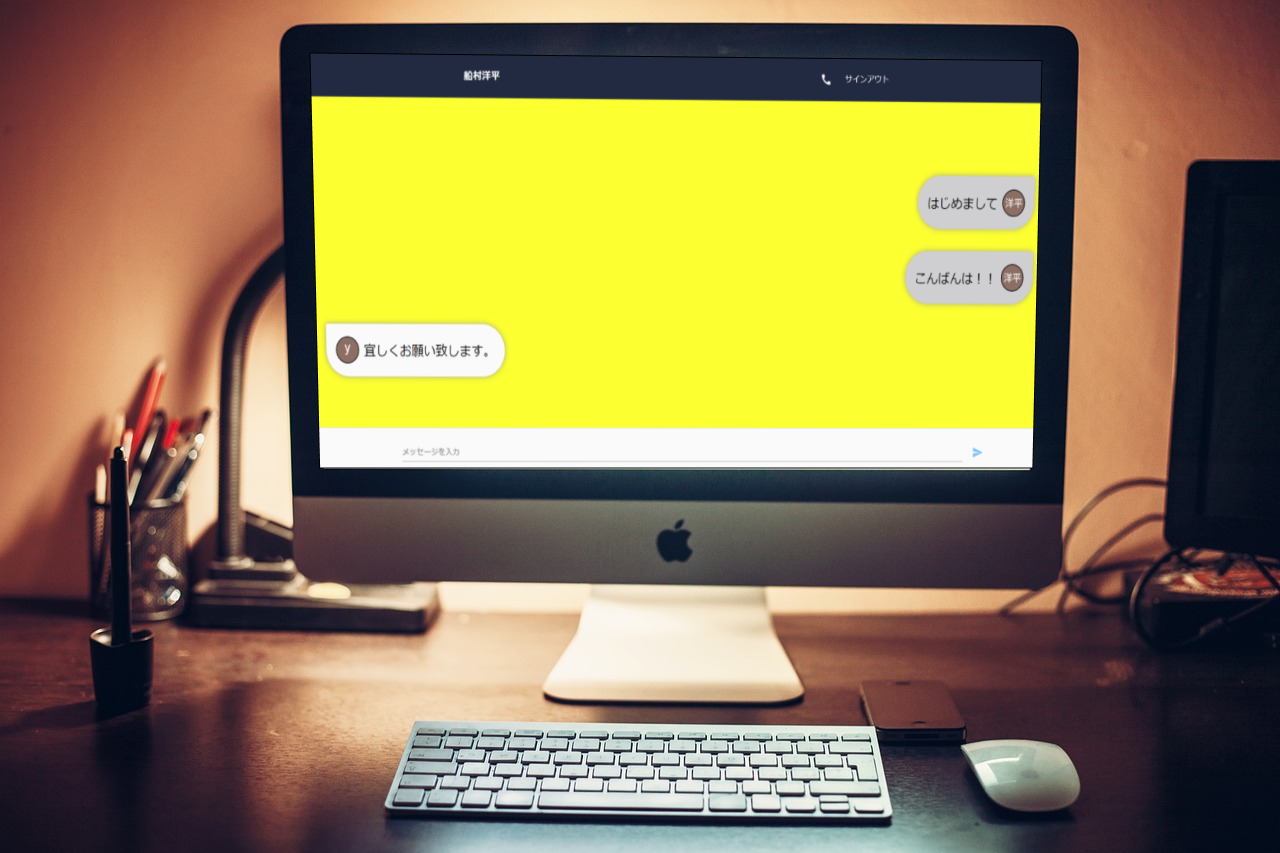 船村洋平
サインアウト
はじめまして 洋平
こんばんは！！ 洋平
y 宜しくお願い致します。
メッセージを入力